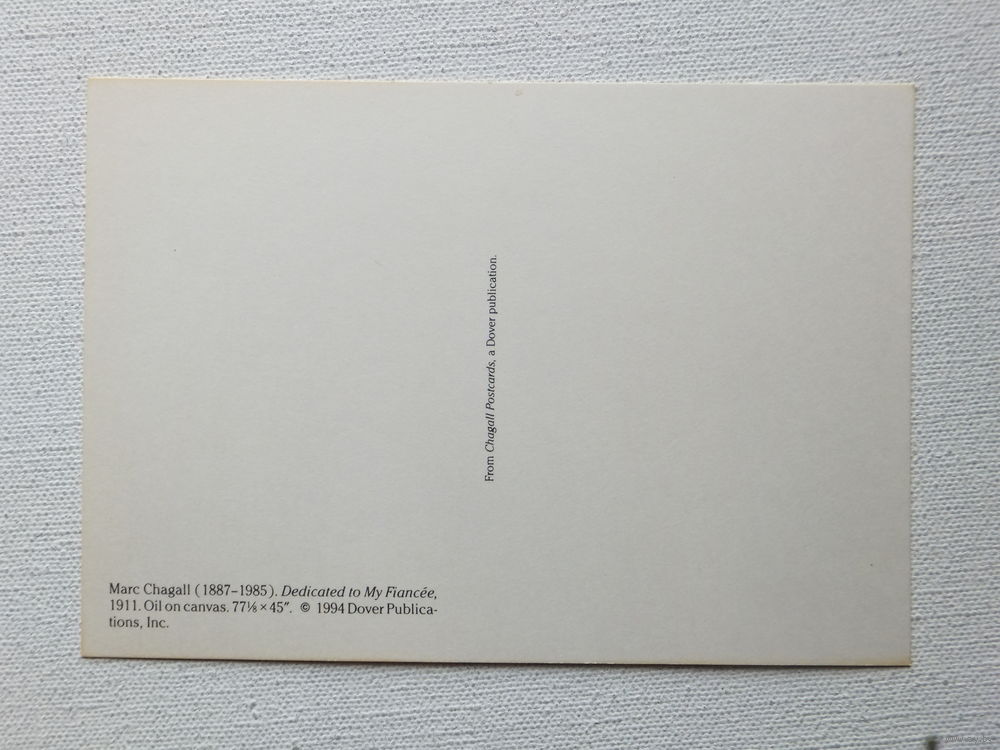 From Chagall Postcards, a Dover publication.
Marc Chagall (1887–1985). Dedicated to My Fiancée,
1911. Oil on canvas. 77⅛ × 45″. © 1994 Dover Publica-
tions, Inc.